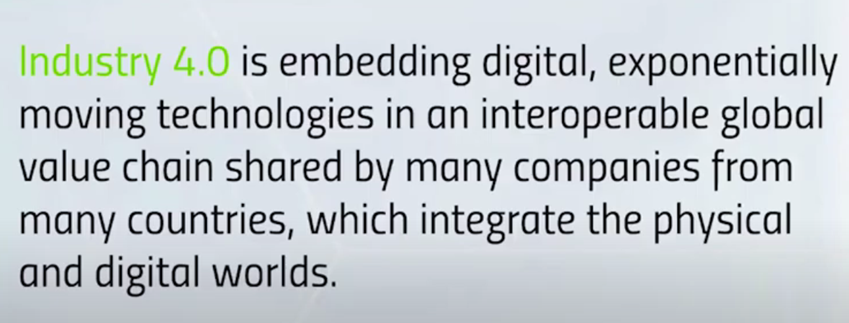 Industry 4.0 is embedding digital, exponentially
moving technologies in an interoperable global
value chain shared by many companies from
many countries, which integrate the physical
and digital worlds.